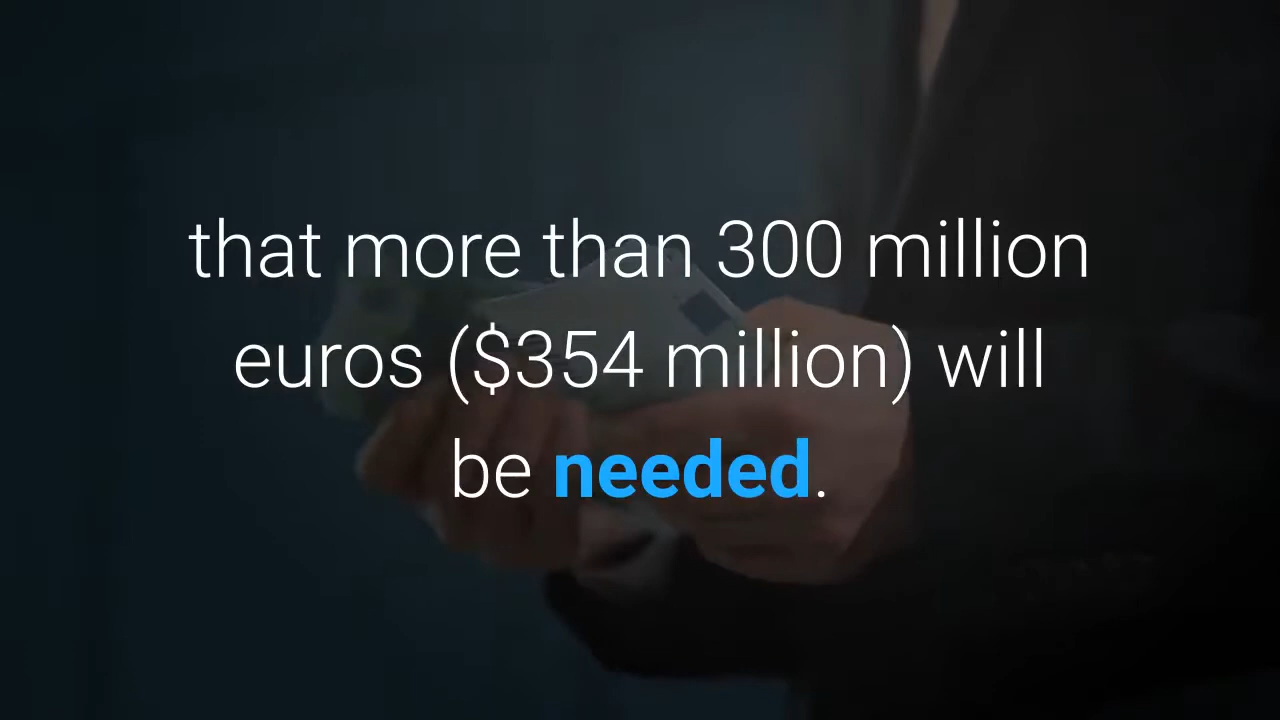 that more than 300 million
euros ($354 million) will
be needed.